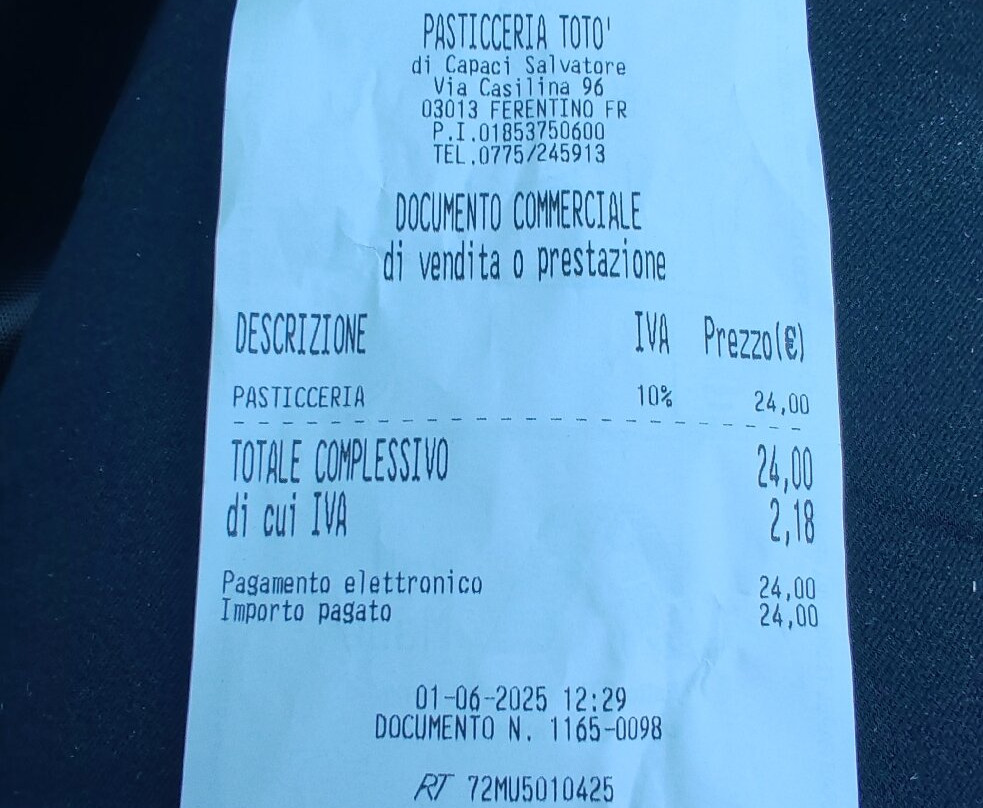 PASTICCERIA TOTO'
di Capaci Salvatore
Via Casilina 96
03013 FERENTINO FR
P.I.01853750600
TEL.0775/245913
DOCUMENTO COMMERCIALE
di vendita o prestazione
DESCRIZIONE IVA Prezzo(€)
PASTICCERIA 10% 24,00
TOTALE COMPLESSIVO 24,00
di cui IVA 2,18
Pagamento elettronico 24,00
Importo pagato 24,00
01-06-2025 12:29
DOCUMENTO N. 1165-0098
RT 72MU5010425